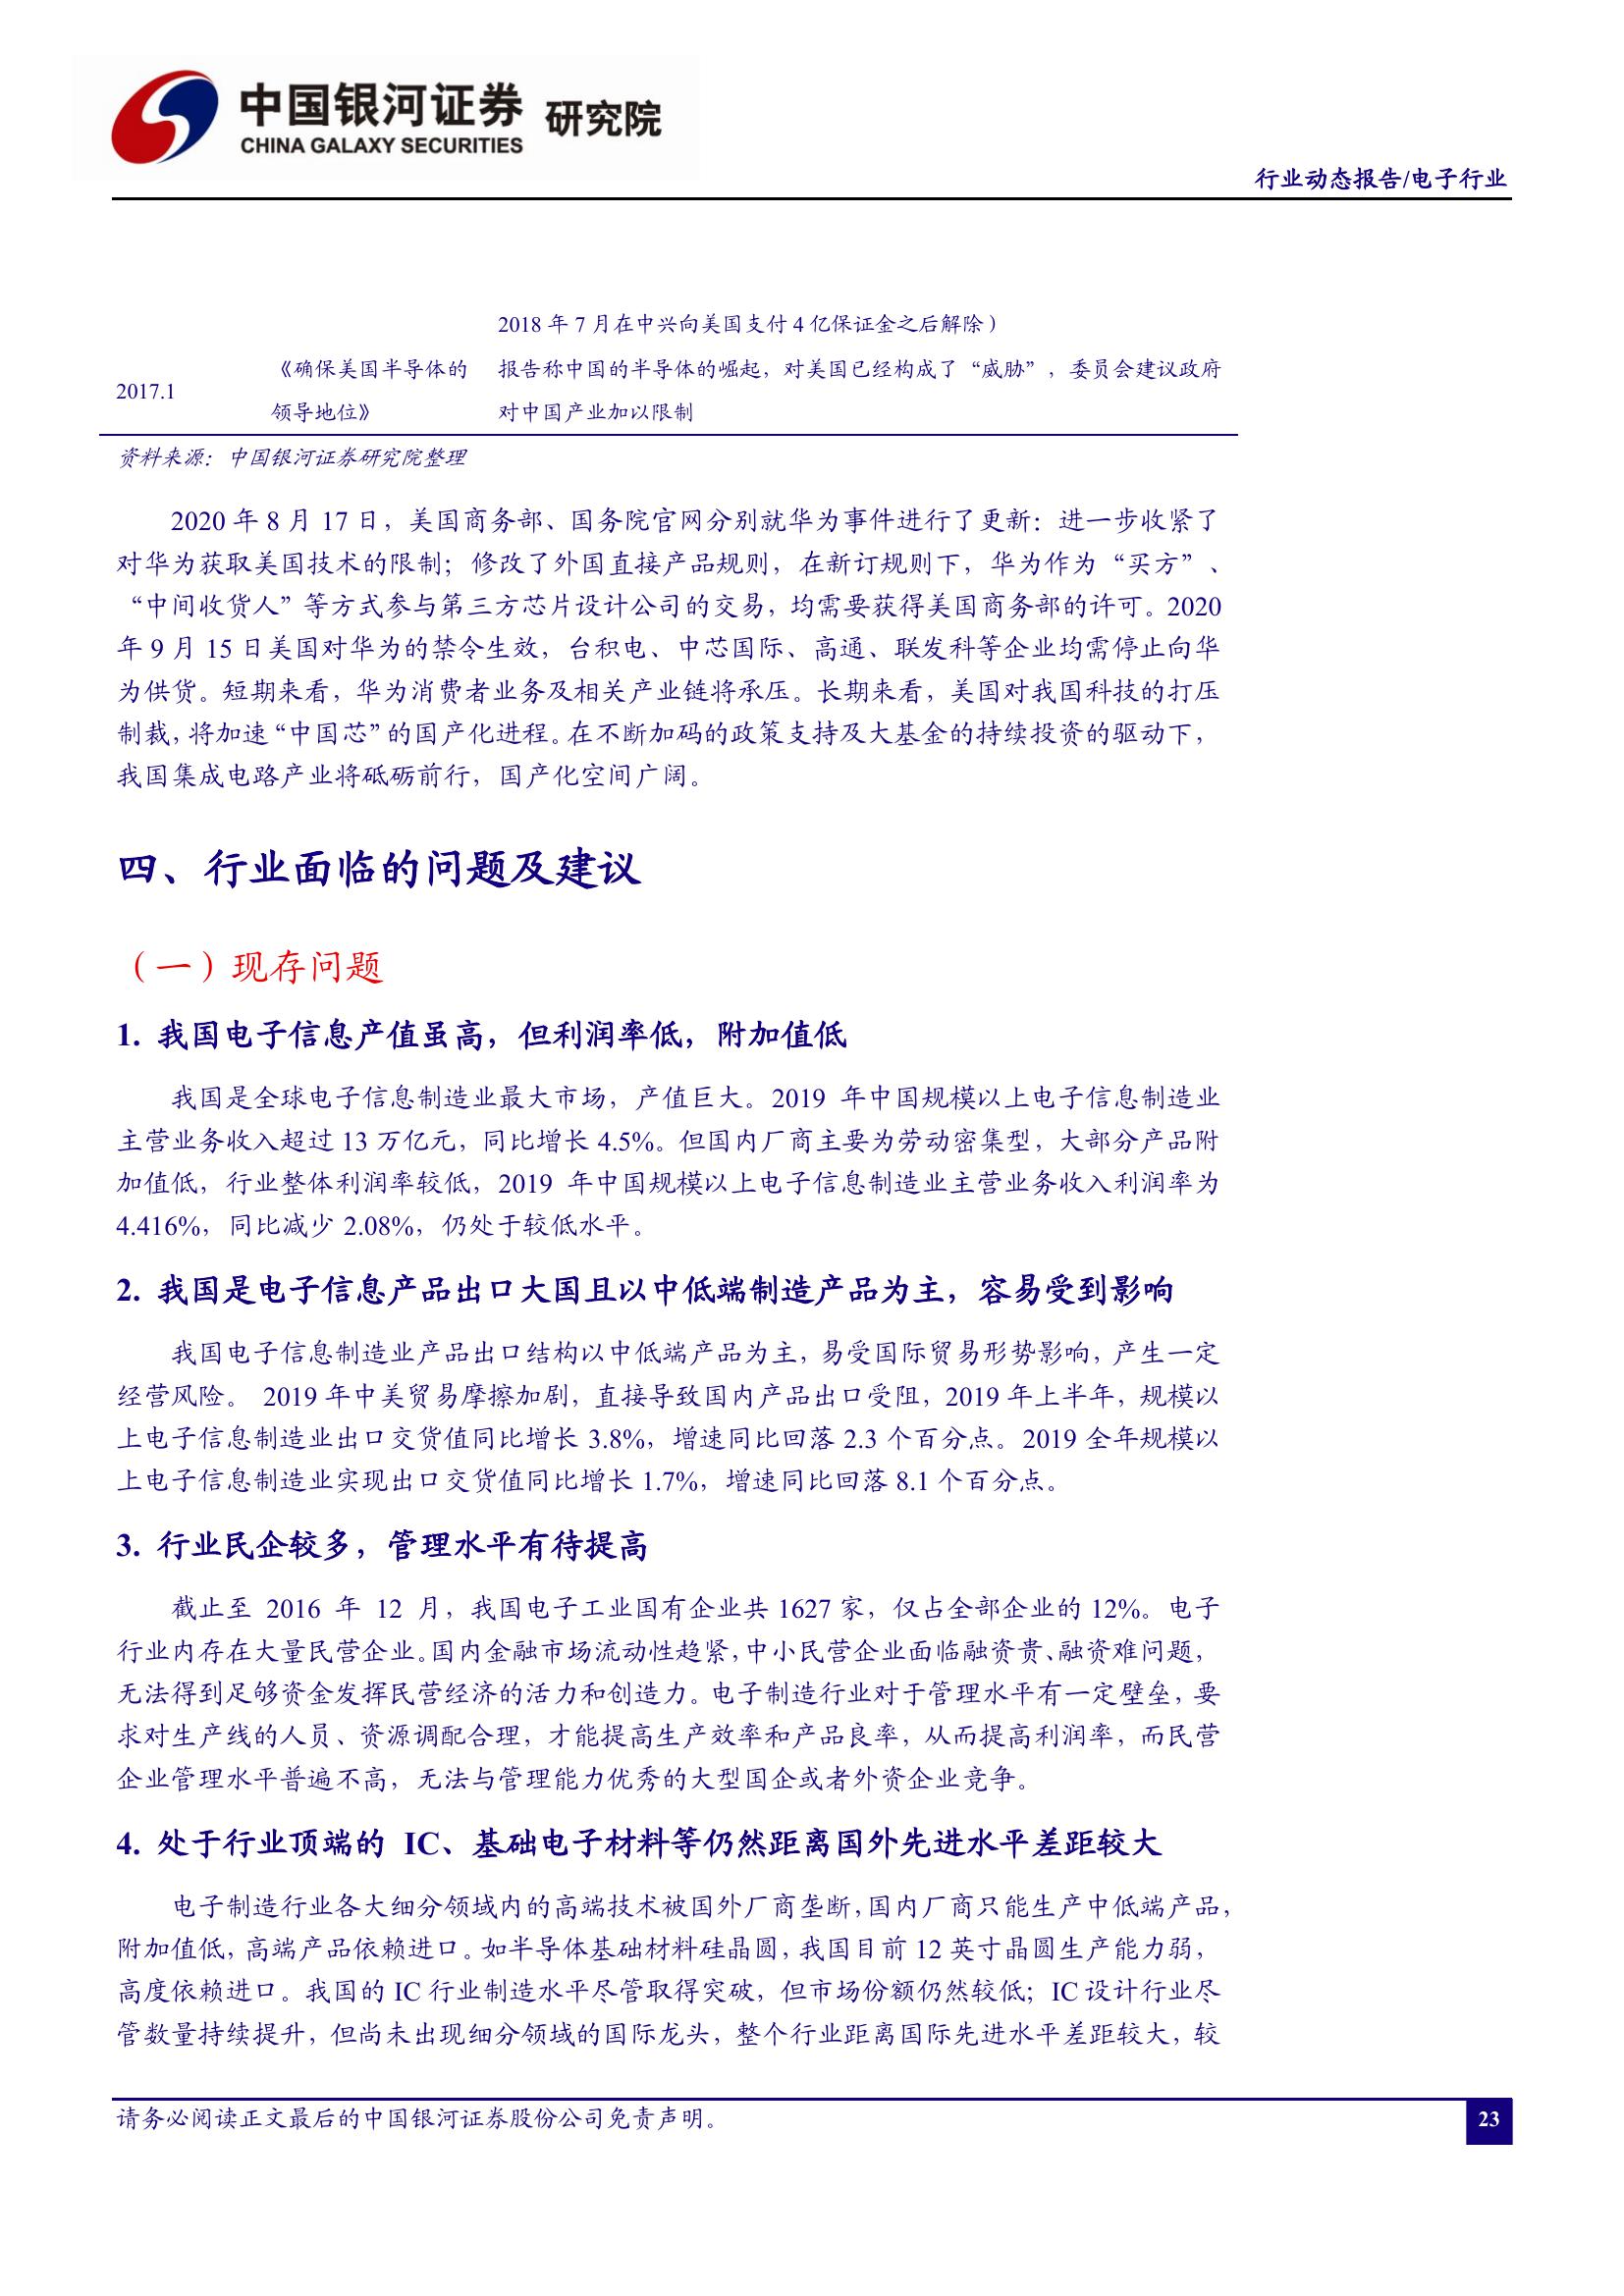 中国银河证券 研究院
CHINA GALAXY SECURITIES
行业动态报告/电子行业
2018 年 7 月在中兴向美国支付 4 亿保证金之后解除）
2017.1 《确保美国半导体的 报告称中国的半导体的崛起，对美国已经构成了“威胁”，委员会建议政府
领导地位》 对中国产业加以限制
资料来源：中国银河证券研究院整理
2020 年 8 月 17 日，美国商务部、国务院官网分别就华为事件进行了更新：进一步收紧了
对华为获取美国技术的限制；修改了外国直接产品规则，在新订规则下，华为作为“买方”、
“中间收货人”等方式参与第三方芯片设计公司的交易，均需要获得美国商务部的许可。2020
年 9 月 15 日美国对华为的禁令生效，台积电、中芯国际、高通、联发科等企业均需停止向华
为供货。短期来看，华为消费者业务及相关产业链将承压。长期来看，美国对我国科技的打压
制裁，将加速“中国芯”的国产化进程。在不断加码的政策支持及大基金的持续投资的驱动下，
我国集成电路产业将砥砺前行，国产化空间广阔。
四、行业面临的问题及建议
（一）现存问题
1. 我国电子信息产值虽高，但利润率低，附加值低
我国是全球电子信息制造业最大市场，产值巨大。2019 年中国规模以上电子信息制造业
主营业务收入超过 13 万亿元，同比增长 4.5%。但国内厂商主要为劳动密集型，大部分产品附
加值低，行业整体利润率较低，2019 年中国规模以上电子信息制造业主营业务收入利润率为
4.416%，同比减少 2.08%，仍处于较低水平。
2. 我国是电子信息产品出口大国且以中低端制造产品为主，容易受到影响
我国电子信息制造业产品出口结构以中低端产品为主，易受国际贸易形势影响，产生一定
经营风险。 2019 年中美贸易摩擦加剧，直接导致国内产品出口受阻，2019 年上半年，规模以
上电子信息制造业出口交货值同比增长 3.8%，增速同比回落 2.3 个百分点。2019 全年规模以
上电子信息制造业实现出口交货值同比增长 1.7%，增速同比回落 8.1 个百分点。
3. 行业民企较多，管理水平有待提高
截止至 2016 年 12 月，我国电子工业国有企业共 1627 家，仅占全部企业的 12%。电子
行业内存在大量民营企业。国内金融市场流动性趋紧，中小民营企业面临融资贵、融资难问题，
无法得到足够资金发挥民营经济的活力和创造力。电子制造行业对于管理水平有一定壁垒，要
求对生产线的人员、资源调配合理，才能提高生产效率和产品良率，从而提高利润率，而民营
企业管理水平普遍不高，无法与管理能力优秀的大型国企或者外资企业竞争。
4. 处于行业顶端的 IC、基础电子材料等仍然距离国外先进水平差距较大
电子制造行业各大细分领域内的高端技术被国外厂商垄断，国内厂商只能生产中低端产品，
附加值低，高端产品依赖进口。如半导体基础材料硅晶圆，我国目前 12 英寸晶圆生产能力弱，
高度依赖进口。我国的 IC 行业制造水平尽管取得突破，但市场份额仍然较低；IC 设计行业尽
管数量持续提升，但尚未出现细分领域的国际龙头，整个行业距离国际先进水平差距较大，较
请务必阅读正文最后的中国银河证券股份公司免责声明。
23